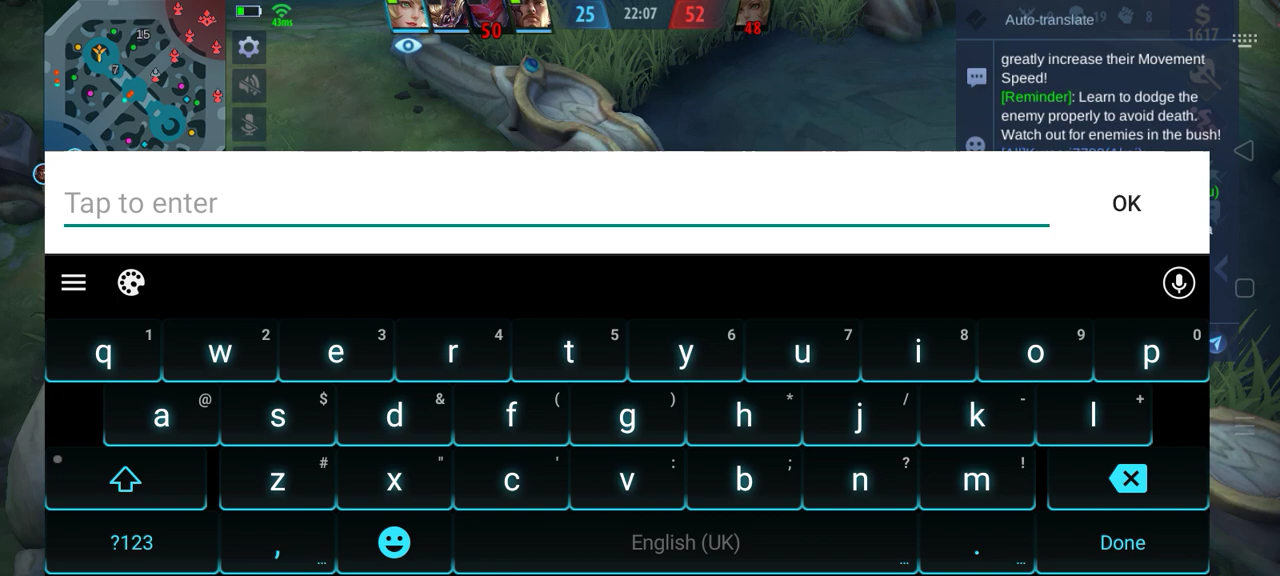 15
7
43ms
50
25
22:07
52
48
Auto-translate
19
8
$
1617
greatly increase their Movement
Speed!
[Reminder]: Learn to dodge the
enemy properly to avoid death.
Watch out for enemies in the bush!
Tap to enter
OK
q 1 w 2 e 3 r 4 t 5 y 6 u 7 i 8 o 9 p 0
a @ s $ d & f ( g ) h * j / k - l +
z # x " c ' v : b ; n ? m !
?123 , ... English (UK) ... . ... Done